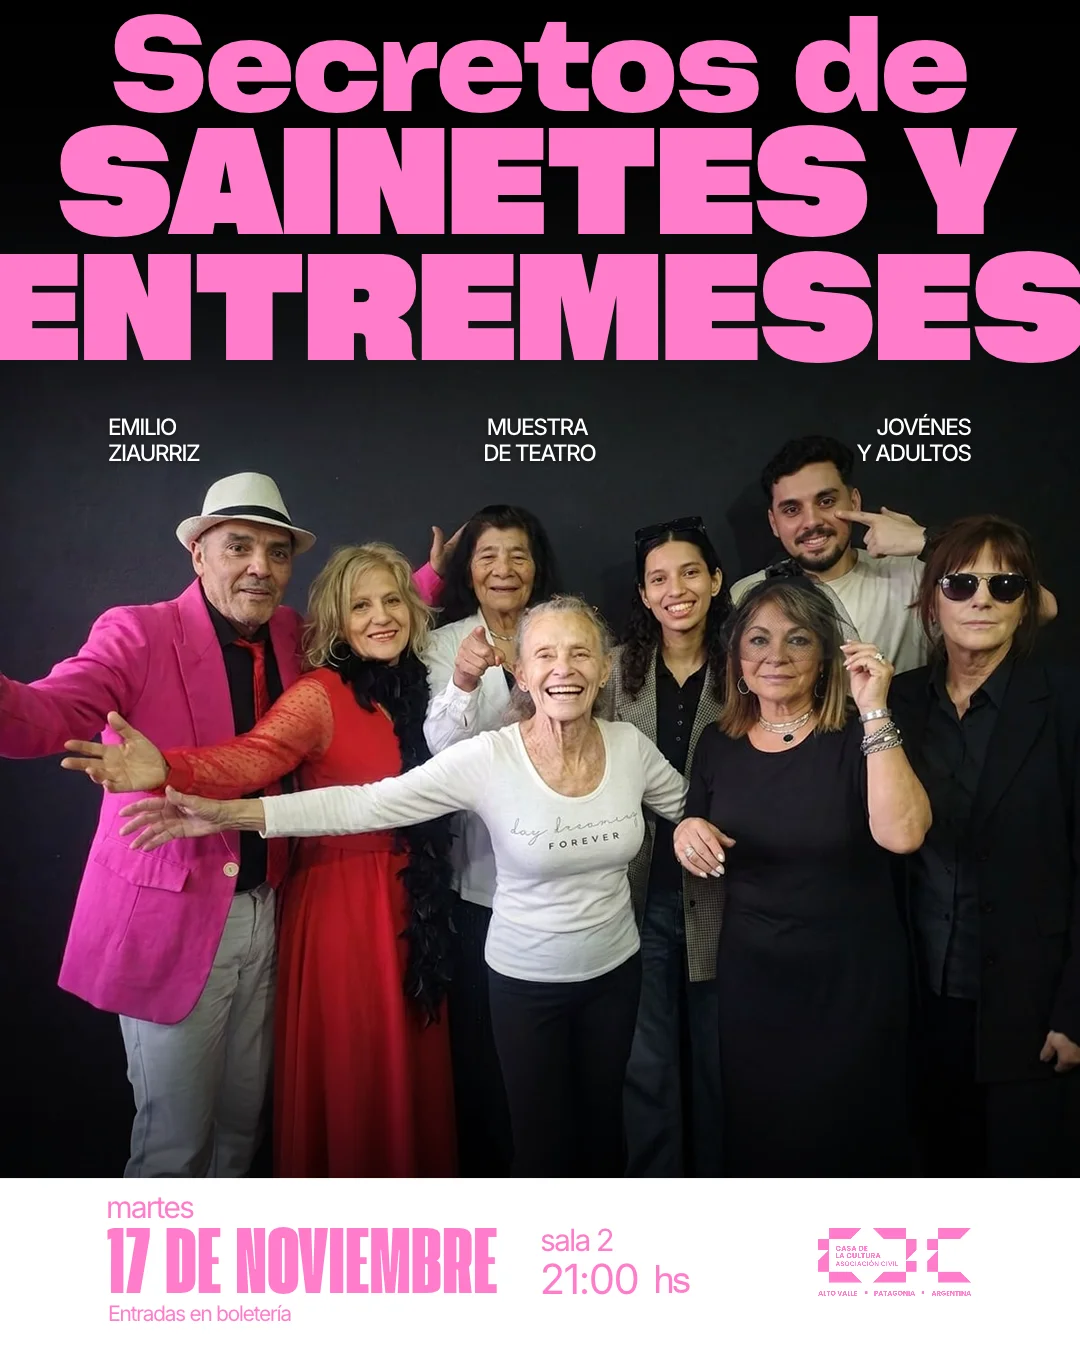 Secretos de
SAINETES Y
ENTREMESES
EMILIO
ZIAURRIZ
MUESTRA
DE TEATRO
JOVÉNES
Y ADULTOS
day dreaming
FOREVER
martes
17 DE NOVIEMBRE
Entradas en boletería
sala 2
21:00 hs
CASA DE
LA CULTURA
ASOCIACIÓN CIVIL
ALTO VALLE • PATAGONIA • ARGENTINA